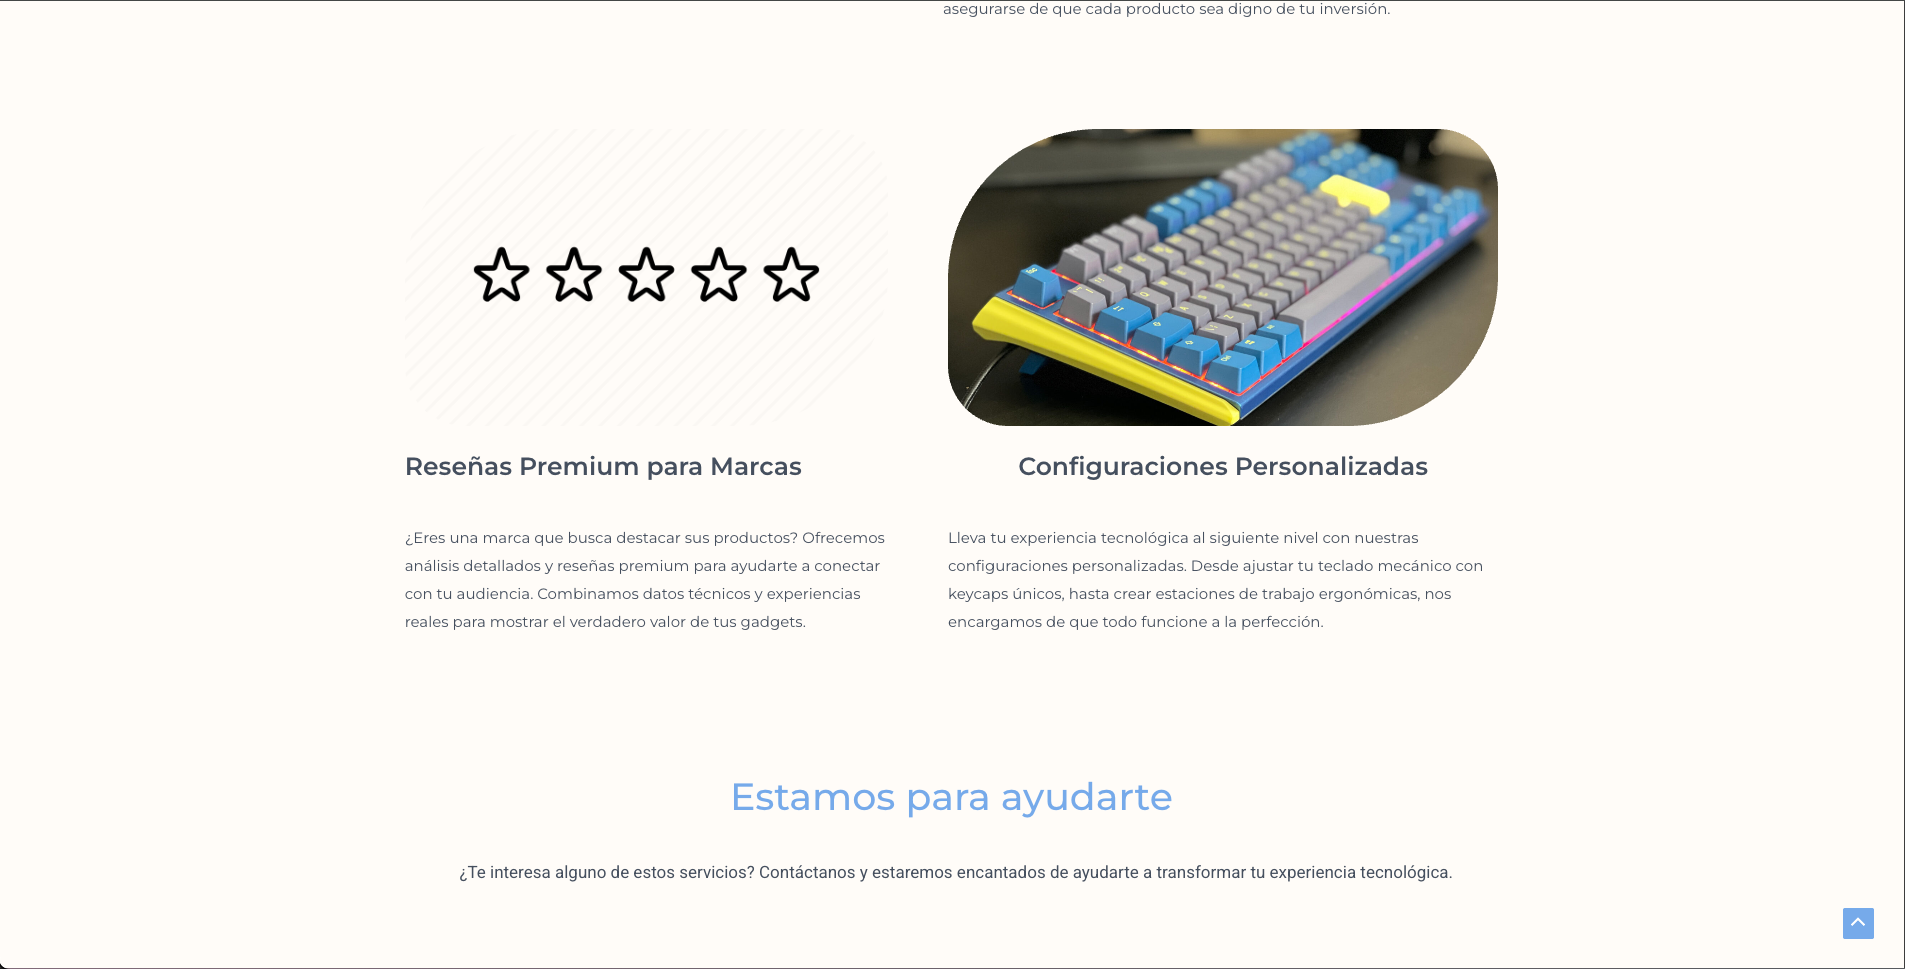 asegurarse de que cada producto sea digno de tu inversión.
Reseñas Premium para Marcas
¿Eres una marca que busca destacar sus productos? Ofrecemos
análisis detallados y reseñas premium para ayudarte a conectar
con tu audiencia. Combinamos datos técnicos y experiencias
reales para mostrar el verdadero valor de tus gadgets.
Configuraciones Personalizadas
Lleva tu experiencia tecnológica al siguiente nivel con nuestras
configuraciones personalizadas. Desde ajustar tu teclado mecánico con
keycaps únicos, hasta crear estaciones de trabajo ergonómicas, nos
encargamos de que todo funcione a la perfección.
Estamos para ayudarte
¿Te interesa alguno de estos servicios? Contáctanos y estaremos encantados de ayudarte a transformar tu experiencia tecnológica.